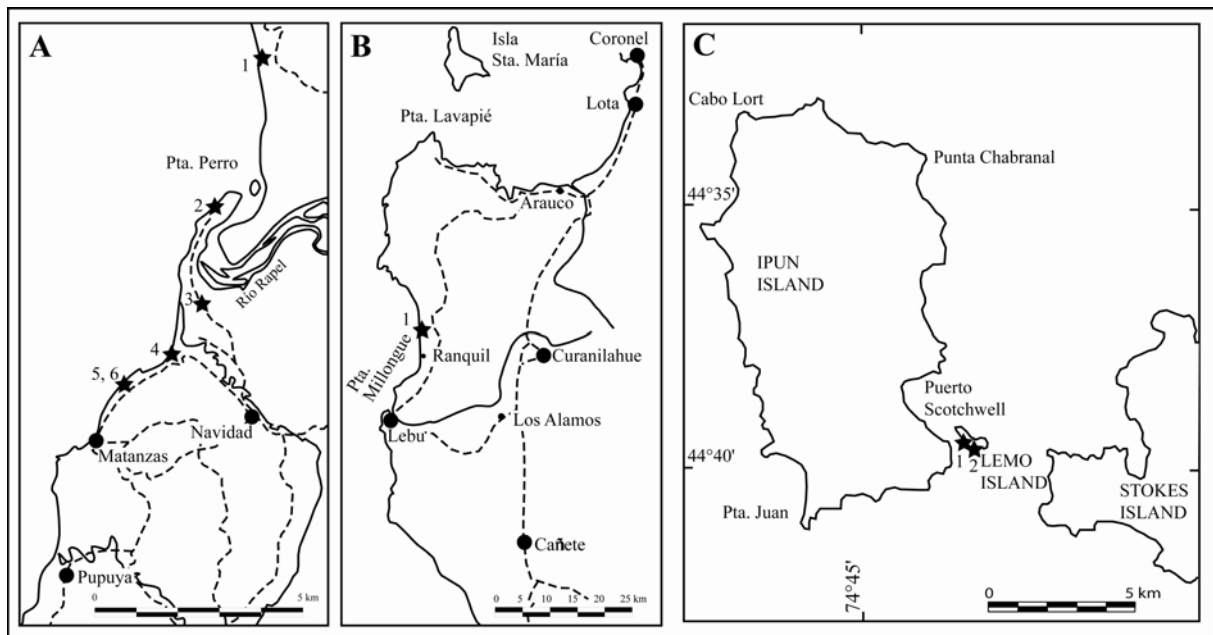 A
1
Pta. Perro
2
Río Rapel
3
4
5, 6
Navidad
Matanzas
Pupuya
0 5 km
B
Isla
Sta. María
Coronel
Lota
Pta. Lavapié
Arauco
1
Ranquil
Pta.
Millongue
Curanilahue
Lebu
Los Alamos
Cañete
0 5 10 15 20 25 km
C
Cabo Lort
Punta Chabranal
44°35'
IPUN
ISLAND
Puerto
Scotchwell
1 2
LEMO
ISLAND
44°40'
STOKES
ISLAND
Pta. Juan
74°45'
0 5 km